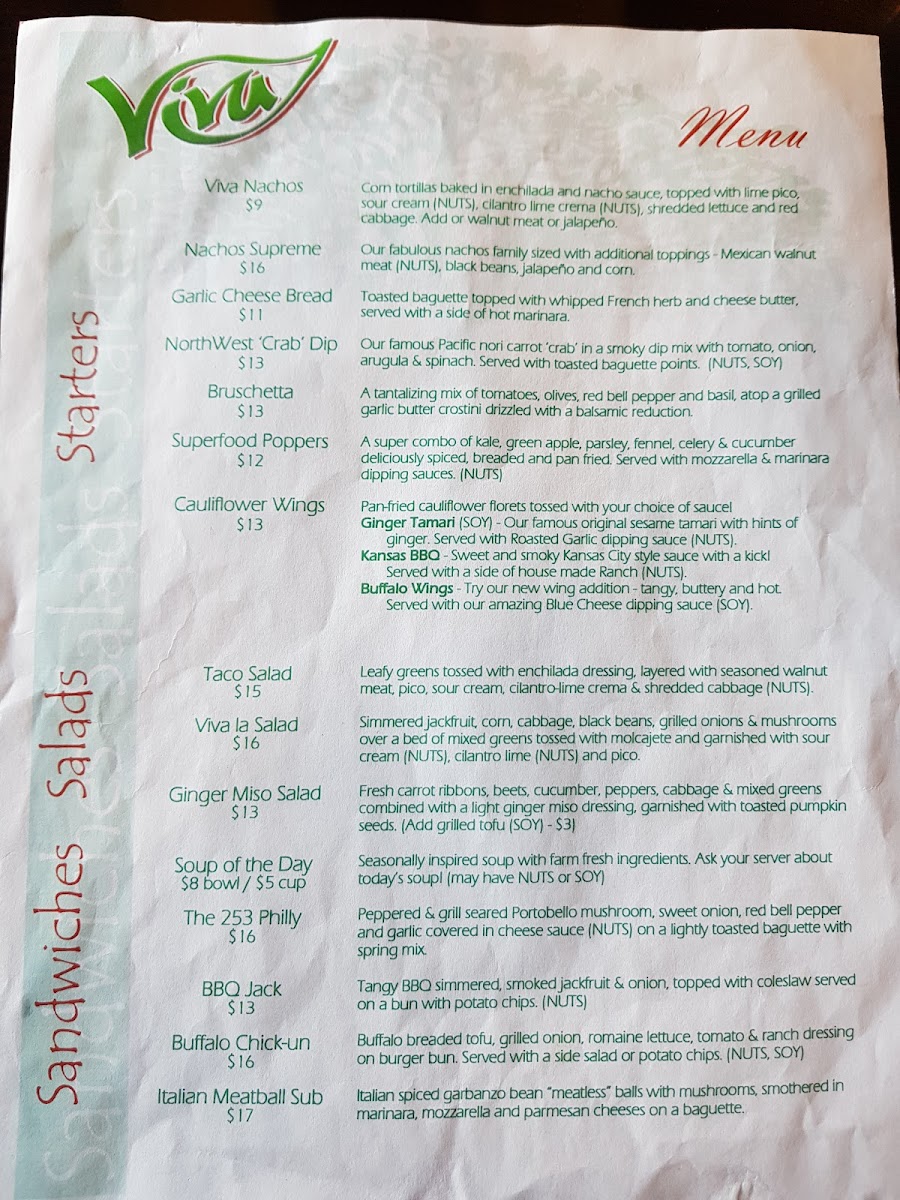 Viva
Menu
Starters
Viva Nachos
$9
Corn tortillas baked in enchilada and nacho sauce, topped with lime pico,
sour cream (NUTS), cilantro lime crema (NUTS), shredded lettuce and red
cabbage. Add or walnut meat or jalapeño.
Nachos Supreme
$16
Our fabulous nachos family sized with additional toppings - Mexican walnut
meat (NUTS), black beans, jalapeño and corn.
Garlic Cheese Bread
$11
Toasted baguette topped with whipped French herb and cheese butter,
served with a side of hot marinara.
NorthWest ‘Crab’ Dip
$13
Our famous Pacific nori carrot ‘crab’ in a smoky dip mix with tomato, onion,
arugula & spinach. Served with toasted baguette points. (NUTS, SOY)
Bruschetta
$13
A tantalizing mix of tomatoes, olives, red bell pepper and basil, atop a grilled
garlic butter crostini drizzled with a balsamic reduction.
Superfood Poppers
$12
A super combo of kale, green apple, parsley, fennel, celery & cucumber
deliciously spiced, breaded and pan fried. Served with mozzarella & marinara
dipping sauces. (NUTS)
Cauliflower Wings
$13
Pan-fried cauliflower florets tossed with your choice of sauce!
Ginger Tamari (SOY) - Our famous original sesame tamari with hints of
ginger. Served with Roasted Garlic dipping sauce (NUTS).
Kansas BBQ - Sweet and smoky Kansas City style sauce with a kick!
Served with a side of house made Ranch (NUTS).
Buffalo Wings - Try our new wing addition - tangy, buttery and hot.
Served with our amazing Blue Cheese dipping sauce (SOY).
Salads
Taco Salad
$15
Leafy greens tossed with enchilada dressing, layered with seasoned walnut
meat, pico, sour cream, cilantro-lime crema & shredded cabbage (NUTS).
Viva la Salad
$16
Simmered jackfruit, corn, cabbage, black beans, grilled onions & mushrooms
over a bed of mixed greens tossed with molcajete and garnished with sour
cream (NUTS), cilantro lime (NUTS) and pico.
Ginger Miso Salad
$13
Fresh carrot ribbons, beets, cucumber, peppers, cabbage & mixed greens
combined with a light ginger miso dressing, garnished with toasted pumpkin
seeds. (Add grilled tofu (SOY) - $3)
Soup of the Day
$8 bowl / $5 cup
Seasonally inspired soup with farm fresh ingredients. Ask your server about
today's soup! (may have NUTS or SOY)
Sandwiches
The 253 Philly
$16
Peppered & grill seared Portobello mushroom, sweet onion, red bell pepper
and garlic covered in cheese sauce (NUTS) on a lightly toasted baguette with
spring mix.
BBQ Jack
$13
Tangy BBQ simmered, smoked jackfruit & onion, topped with coleslaw served
on a bun with potato chips. (NUTS)
Buffalo Chick-un
$16
Buffalo breaded tofu, grilled onion, romaine lettuce, tomato & ranch dressing
on burger bun. Served with a side salad or potato chips. (NUTS, SOY)
Italian Meatball Sub
$17
Italian spiced garbanzo bean "meatless" balls with mushrooms, smothered in
marinara, mozzarella and parmesan cheeses on a baguette.
Starters
Salads
Sandwiches